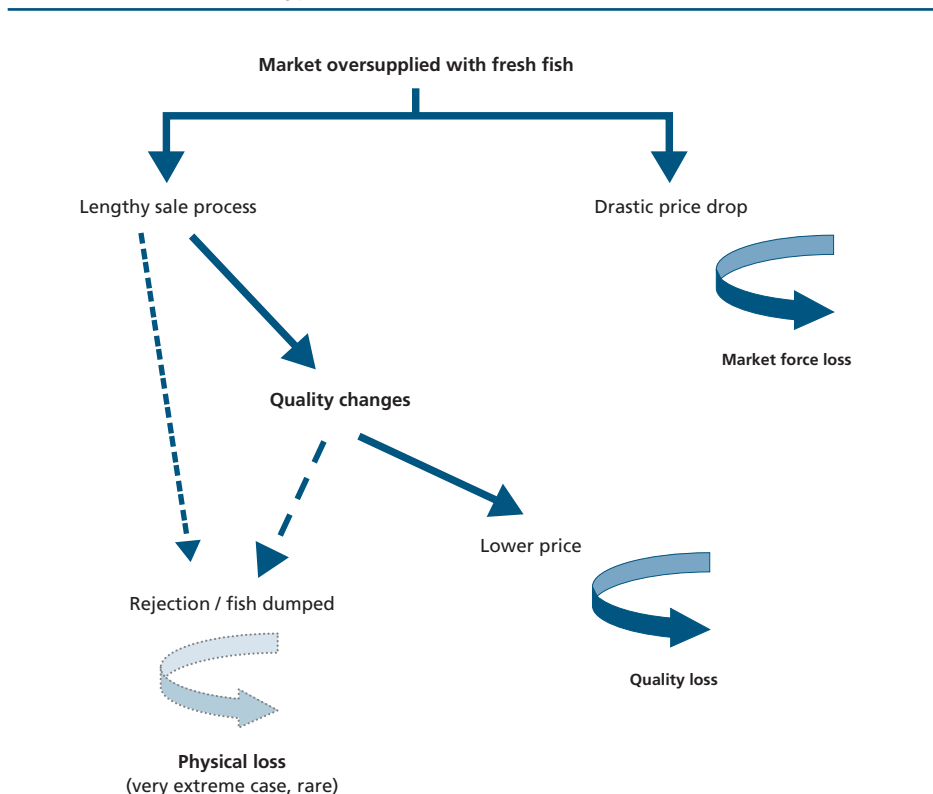 Market oversupplied with fresh fish
Lengthy sale process
Drastic price drop
Market force loss
Quality changes
Lower price
Rejection / fish dumped
Quality loss
Physical loss
(very extreme case, rare)